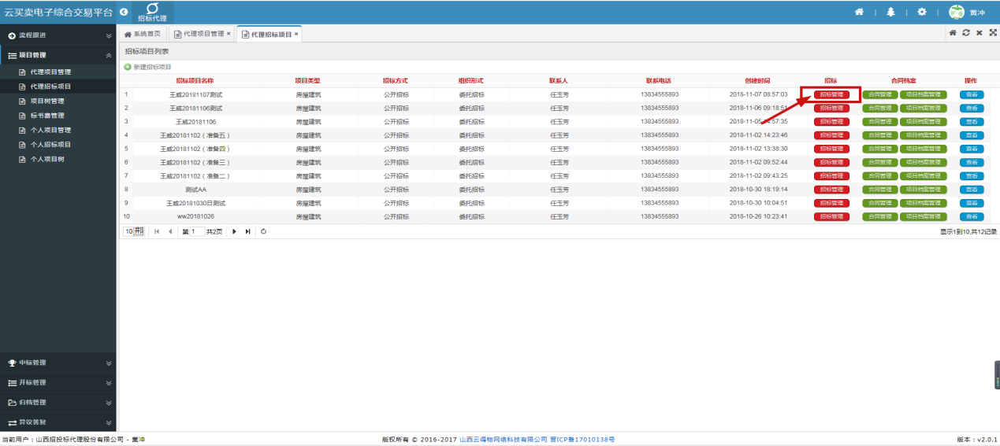 云买卖电子综合交易平台 招标代理 黄冲
流程跟进
项目管理
代理项目管理
代理招标项目
项目树管理
标书费管理
个人项目管理
个人招标项目
个人项目树
中标管理
开标管理
归档管理
异议答复
系统首页 代理项目管理 × 代理招标项目 ×
招标项目列表
新建招标项目
招标项目名称 项目类型 招标方式 组织形式 联系人 联系电话 创建时间 招标 合同档案 操作
1 王威20181107测试 房屋建筑 公开招标 委托招标 任玉芳 13834555893 2018-11-07 08:57:03 招标管理 合同管理 项目档案管理 查看
2 王威20181106测试 房屋建筑 公开招标 委托招标 任玉芳 13834555893 2018-11-06 09:18:51 招标管理 合同管理 项目档案管理 查看
3 王威20181106 房屋建筑 公开招标 委托招标 任玉芳 13834555893 2018-11-05 :57:35 招标管理 合同管理 项目档案管理 查看
4 王威20181102（准备五） 房屋建筑 公开招标 委托招标 任玉芳 13834555893 2018-11-02 14:23:46 招标管理 合同管理 项目档案管理 查看
5 王威20181102（准备四） 房屋建筑 公开招标 委托招标 任玉芳 13834555893 2018-11-02 13:38:30 招标管理 合同管理 项目档案管理 查看
6 王威20181102（准备三） 房屋建筑 公开招标 委托招标 任玉芳 13834555893 2018-11-02 09:52:44 招标管理 合同管理 项目档案管理 查看
7 王威20181102（准备二） 房屋建筑 公开招标 委托招标 任玉芳 13834555893 2018-11-02 09:43:25 招标管理 合同管理 项目档案管理 查看
8 测试AA 房屋建筑 公开招标 委托招标 任玉芳 13834555893 2018-10-30 18:19:14 招标管理 合同管理 项目档案管理 查看
9 王威20181030日测试 房屋建筑 公开招标 委托招标 任玉芳 13834555893 2018-10-30 10:04:51 招标管理 合同管理 项目档案管理 查看
10 ww20181026 房屋建筑 公开招标 委托招标 任玉芳 13834555893 2018-10-26 10:23:41 招标管理 合同管理 项目档案管理 查看
10 第 1 共2页 显示1到10,共12记录
当前用户：山西招投标代理股份有限公司 - 黄冲 版权所有 © 2016-2017 山西云得物网络科技有限公司 晋ICP备17010138号 版本：v2.0.1